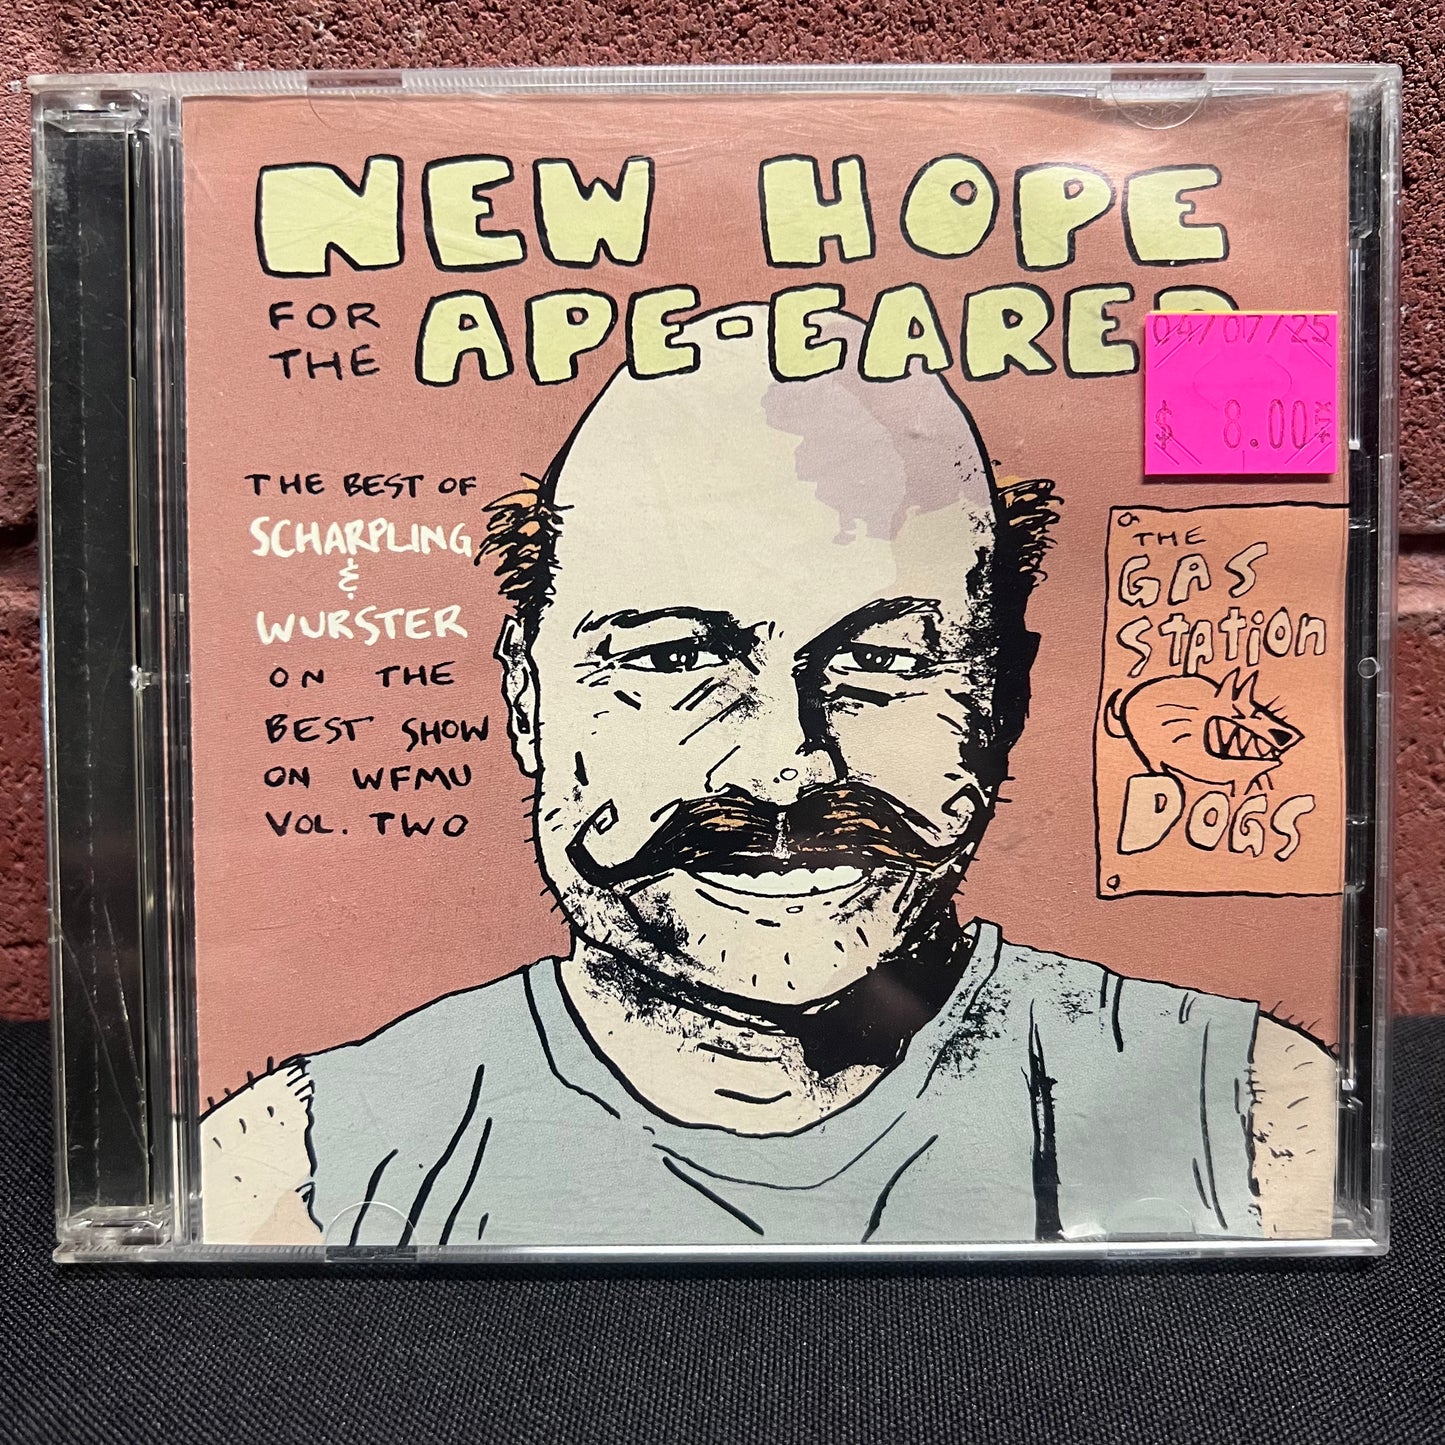 NEW HOPE
FOR THE APE-EARED
THE BEST OF
SCHARPLING
&
WURSTER
ON THE
BEST SHOW
ON WFMU
VOL. TWO
04/07/25
$ 8.00
THE
GAS
STATION
DOGS